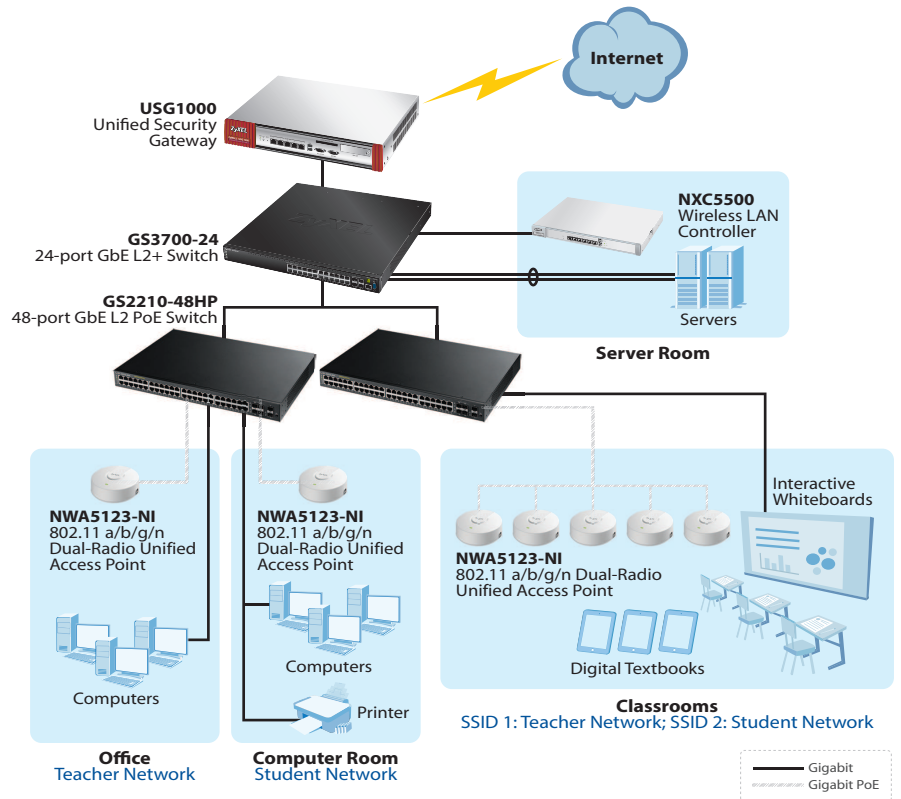 Internet
USG1000
Unified Security
Gateway
ZyXEL
NXC5500
Wireless LAN
Controller
GS3700-24
24-port GbE L2+ Switch
Servers
Server Room
GS2210-48HP
48-port GbE L2 PoE Switch
NWA5123-NI
802.11 a/b/g/n
Dual-Radio Unified
Access Point
Computers
Office
Teacher Network
NWA5123-NI
802.11 a/b/g/n
Dual-Radio Unified
Access Point
Computers
Printer
Computer Room
Student Network
NWA5123-NI
802.11 a/b/g/n Dual-Radio
Unified Access Point
Interactive
Whiteboards
Digital Textbooks
Classrooms
SSID 1: Teacher Network; SSID 2: Student Network
Gigabit
Gigabit PoE